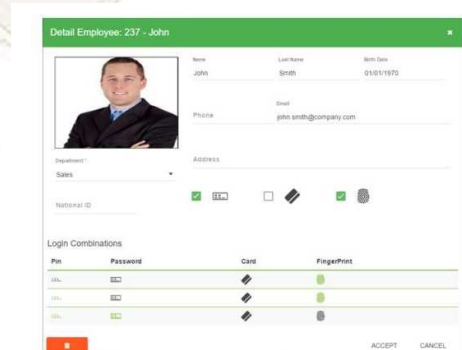 Detail Employee: 237 - John
Name Last Name Birth Date
John Smith 01/01/1970
Email
Phone john.smith@company.com
Department *
Address
Sales
National ID
Login Combinations
Pin Password Card FingerPrint
ACCEPT CANCEL